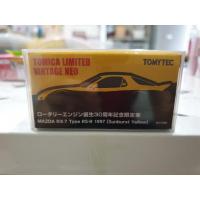 TOMICA LIMITED
VINTAGE NEO
TOMYTEC
ロータリーエンジン誕生30周年記念限定車
MAZDA RX-7 Type RS-R 1997 (Sunburst Yellow)